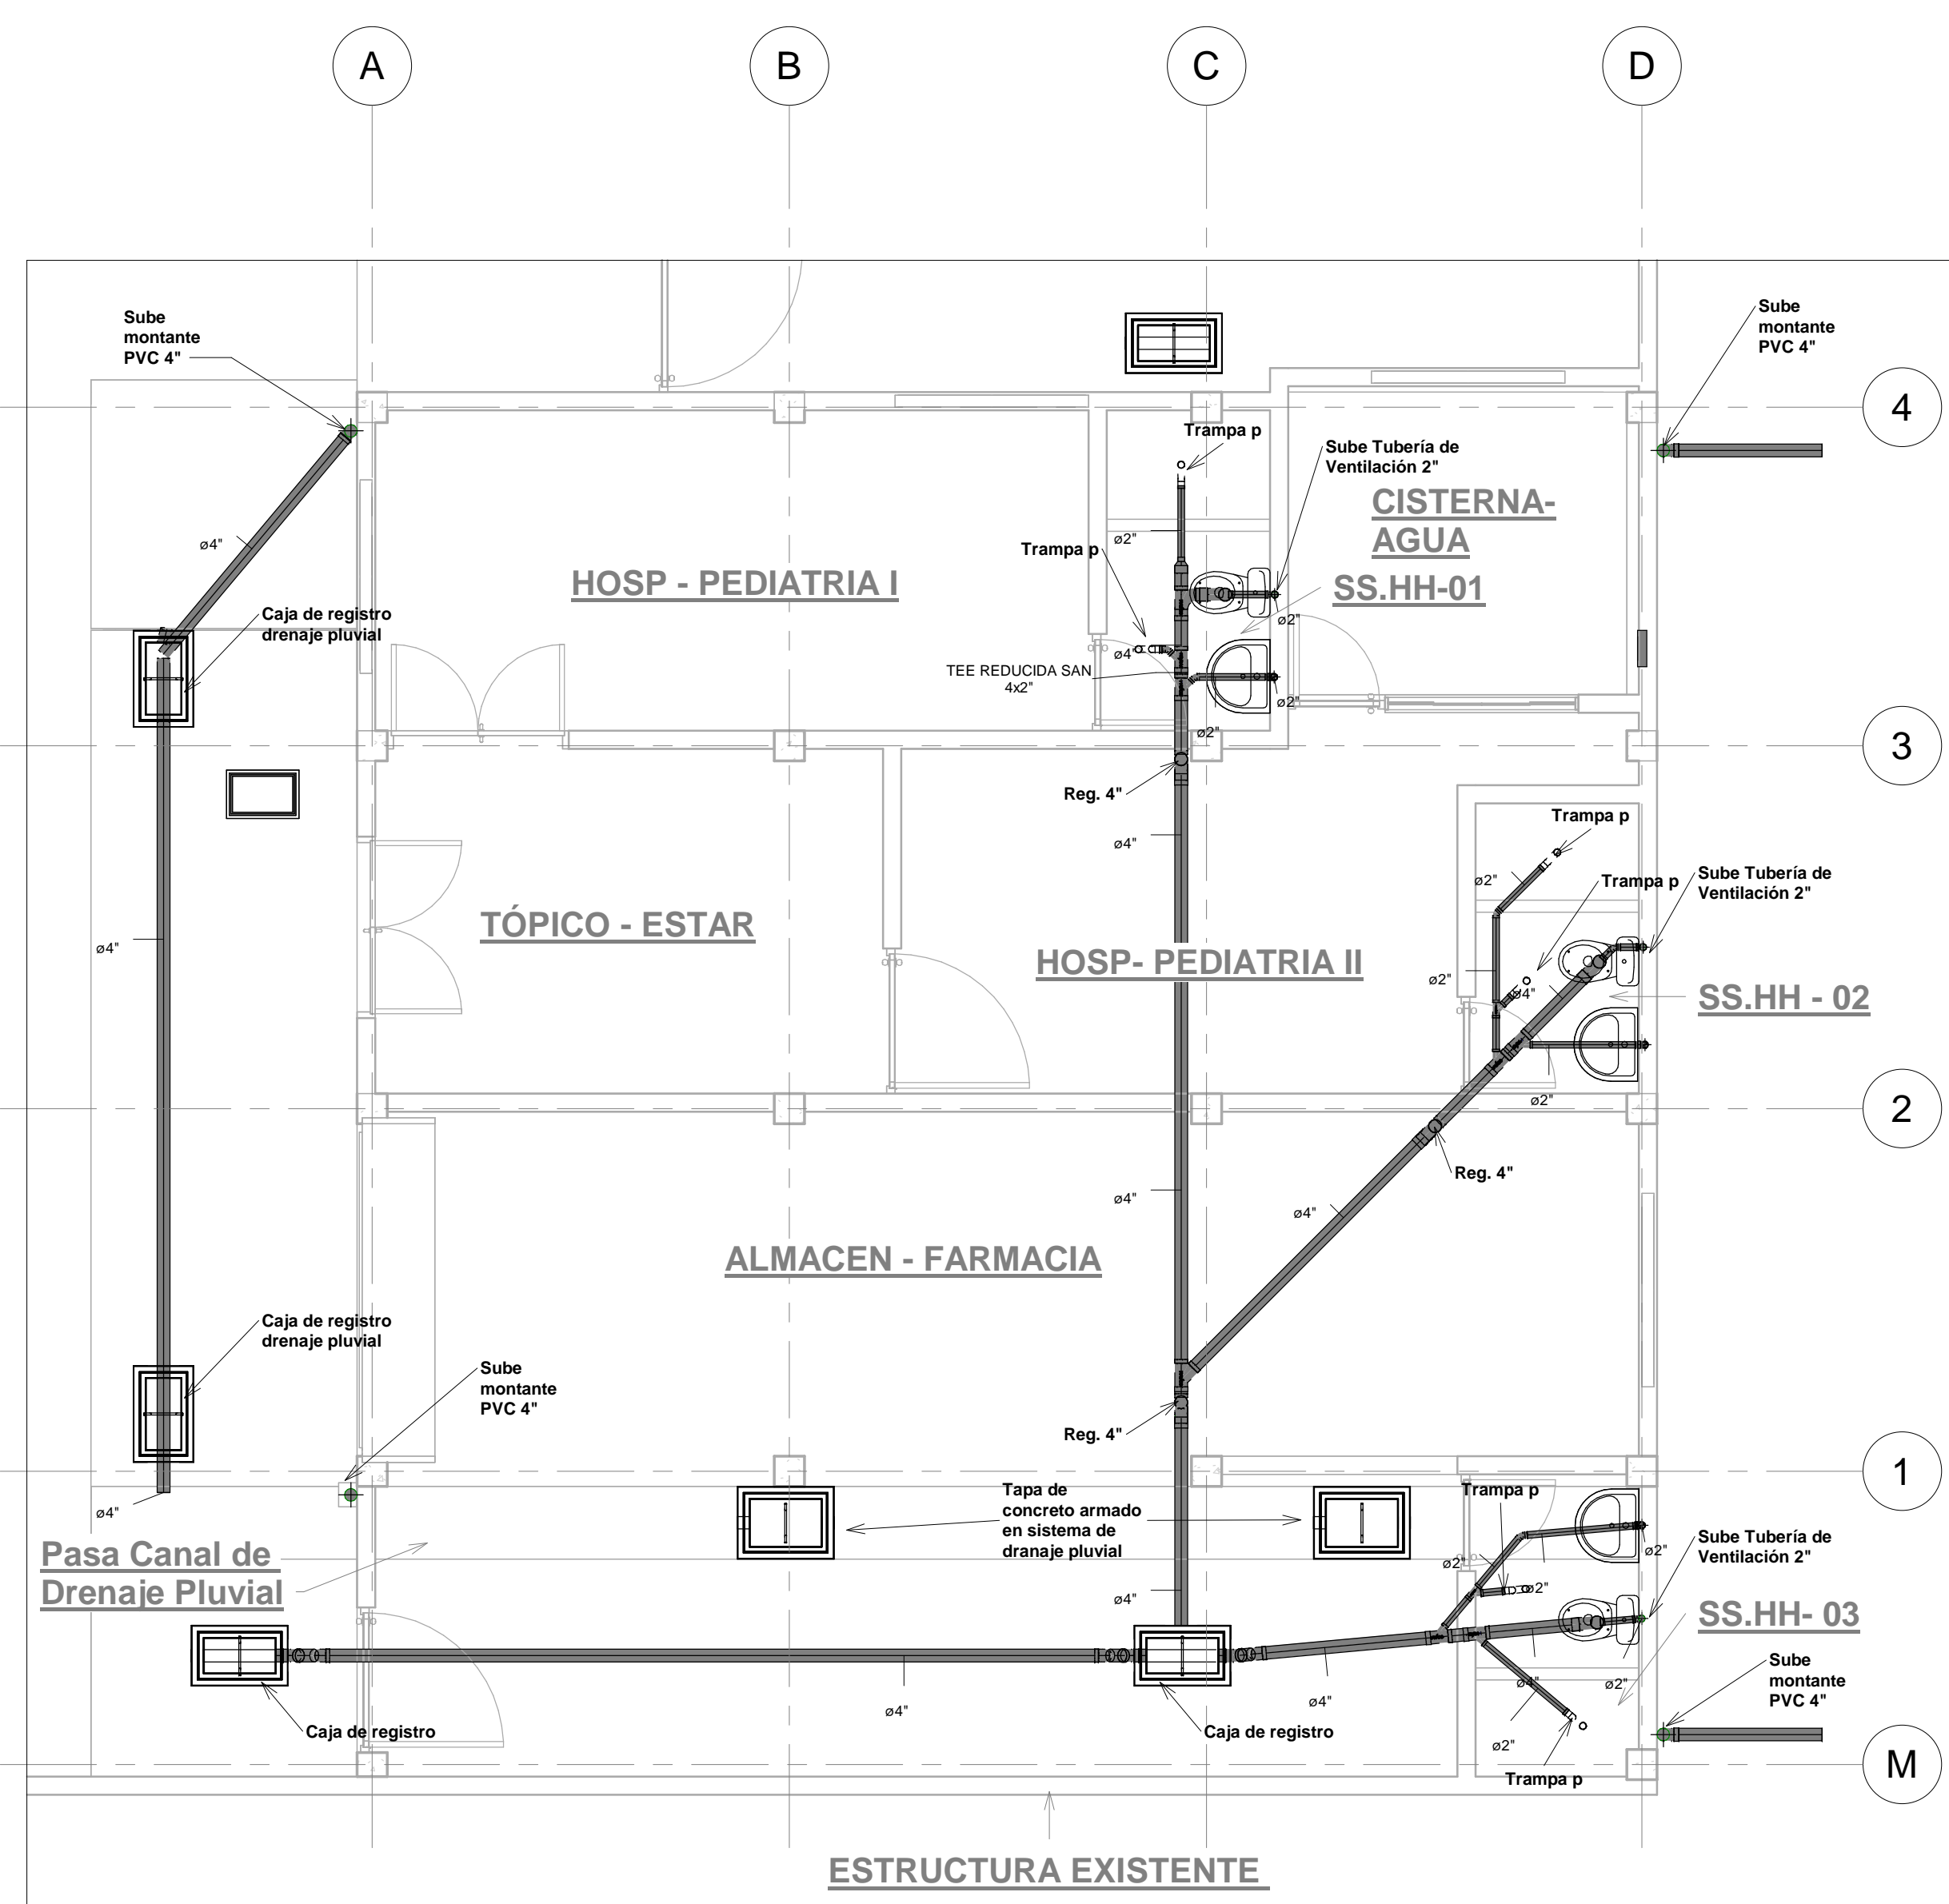 A
B
C
D
Sube
montante
PVC 4"
Sube
montante
PVC 4"
4
Trampa p
Sube Tubería de
Ventilación 2"
CISTERNA-
AGUA
ø4"
ø2"
Trampa p
HOSP - PEDIATRIA I
SS.HH-01
Caja de registro
drenaje pluvial
ø2"
ø4"
TEE REDUCIDA SAN
4x2"
ø2"
ø2"
3
Reg. 4"
Trampa p
ø4"
ø2"
Trampa p
Sube Tubería de
Ventilación 2"
TÓPICO - ESTAR
ø4"
HOSP- PEDIATRIA II
ø2"
ø4"
SS.HH - 02
ø2"
2
Reg. 4"
ø4"
ø4"
ALMACEN - FARMACIA
Caja de registro
drenaje pluvial
Sube
montante
PVC 4"
Reg. 4"
1
ø4"
Tapa de
concreto armado
en sistema de
dranaje pluvial
Trampa p
Pasa Canal de
Drenaje Pluvial
Sube Tubería de
Ventilación 2"
ø2"
ø2"
ø2"
ø4"
SS.HH- 03
Sube
montante
PVC 4"
ø4"
ø4"
ø4"
ø2"
Caja de registro
Caja de registro
ø2"
Trampa p
M
ESTRUCTURA EXISTENTE